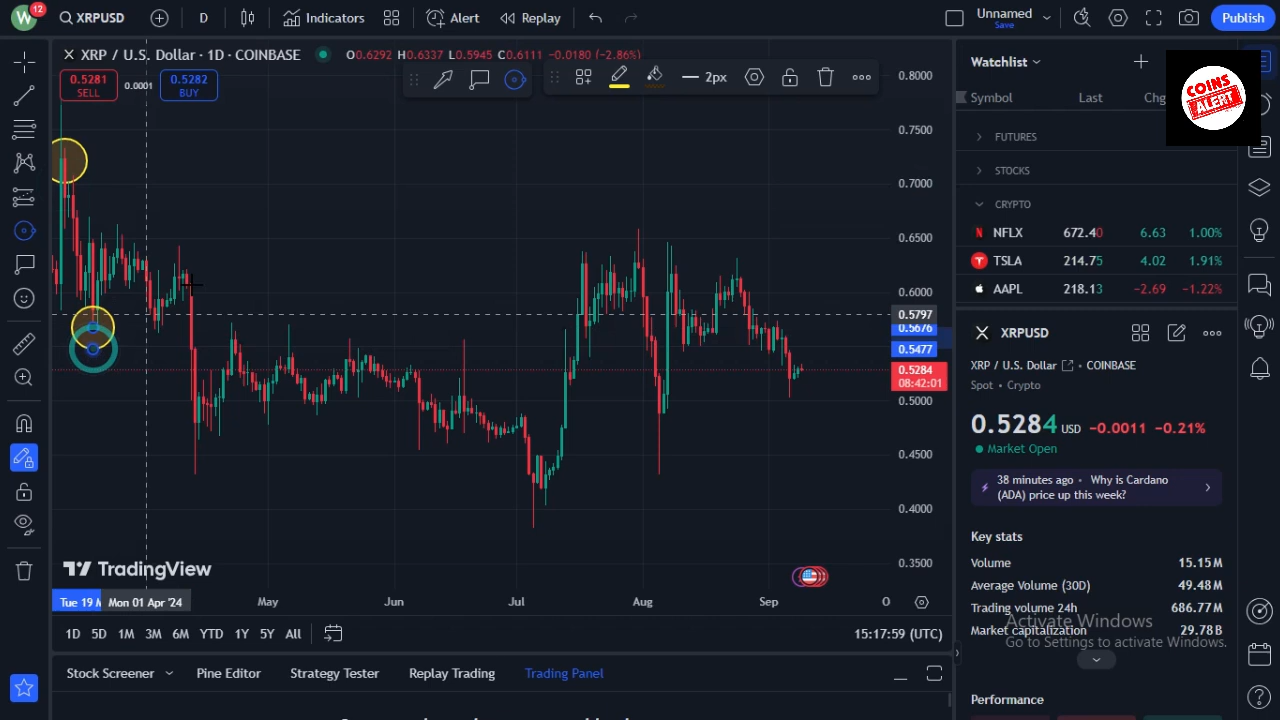 W 12 XRPUSD D Indicators Alert Replay Unnamed Save Publish
XRP / U.S. Dollar · 1D · COINBASE O0.6292 H0.6337 L0.5945 C0.6111 −0.0180 (−2.86%)
0.5281 SELL 0.0001 0.5282 BUY
2px
0.8000
0.7500
0.7000
0.6500
0.6000
0.5797
0.5676
0.5477
0.5284
08:42:01
0.5000
0.4500
0.4000
0.3500
TradingView
Tue 19 M Mon 01 Apr '24 May Jun Jul Aug Sep
1D 5D 1M 3M 6M YTD 1Y 5Y All 15:17:59 (UTC)
Stock Screener Pine Editor Strategy Tester Replay Trading Trading Panel
Watchlist
COINS
ALERT
Symbol Last Chg
FUTURES
STOCKS
CRYPTO
NFLX 672.40 6.63 1.00%
TSLA 214.75 4.02 1.91%
AAPL 218.13 −2.69 −1.22%
XRPUSD
XRP / U.S. Dollar · COINBASE
Spot · Crypto
0.5284 USD −0.0011 −0.21%
Market Open
38 minutes ago · Why is Cardano
(ADA) price up this week?
Key stats
Volume 15.15M
Average Volume (30D) 49.48M
Trading volume 24h 686.77M
Activate Windows
Market capitalization 29.78B
Go to Settings to activate Windows.
Performance